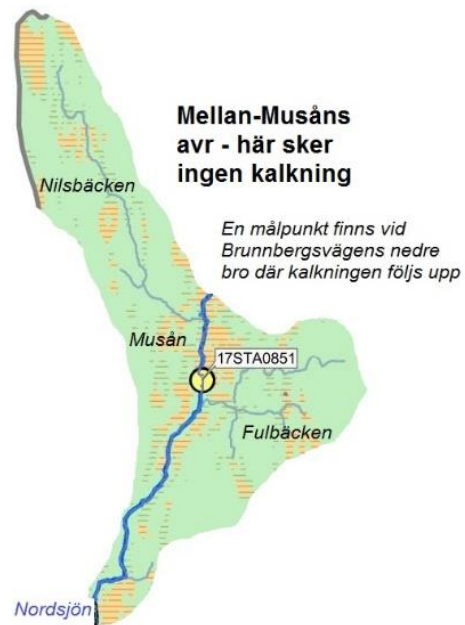 Mellan-Musåns
avr - här sker
ingen kalkning
Nilsbäcken
En målpunkt finns vid
Brunnbergsvägens nedre
bro där kalkningen följs upp
Musån
17STA0851
Fulbäcken
Nordsjön